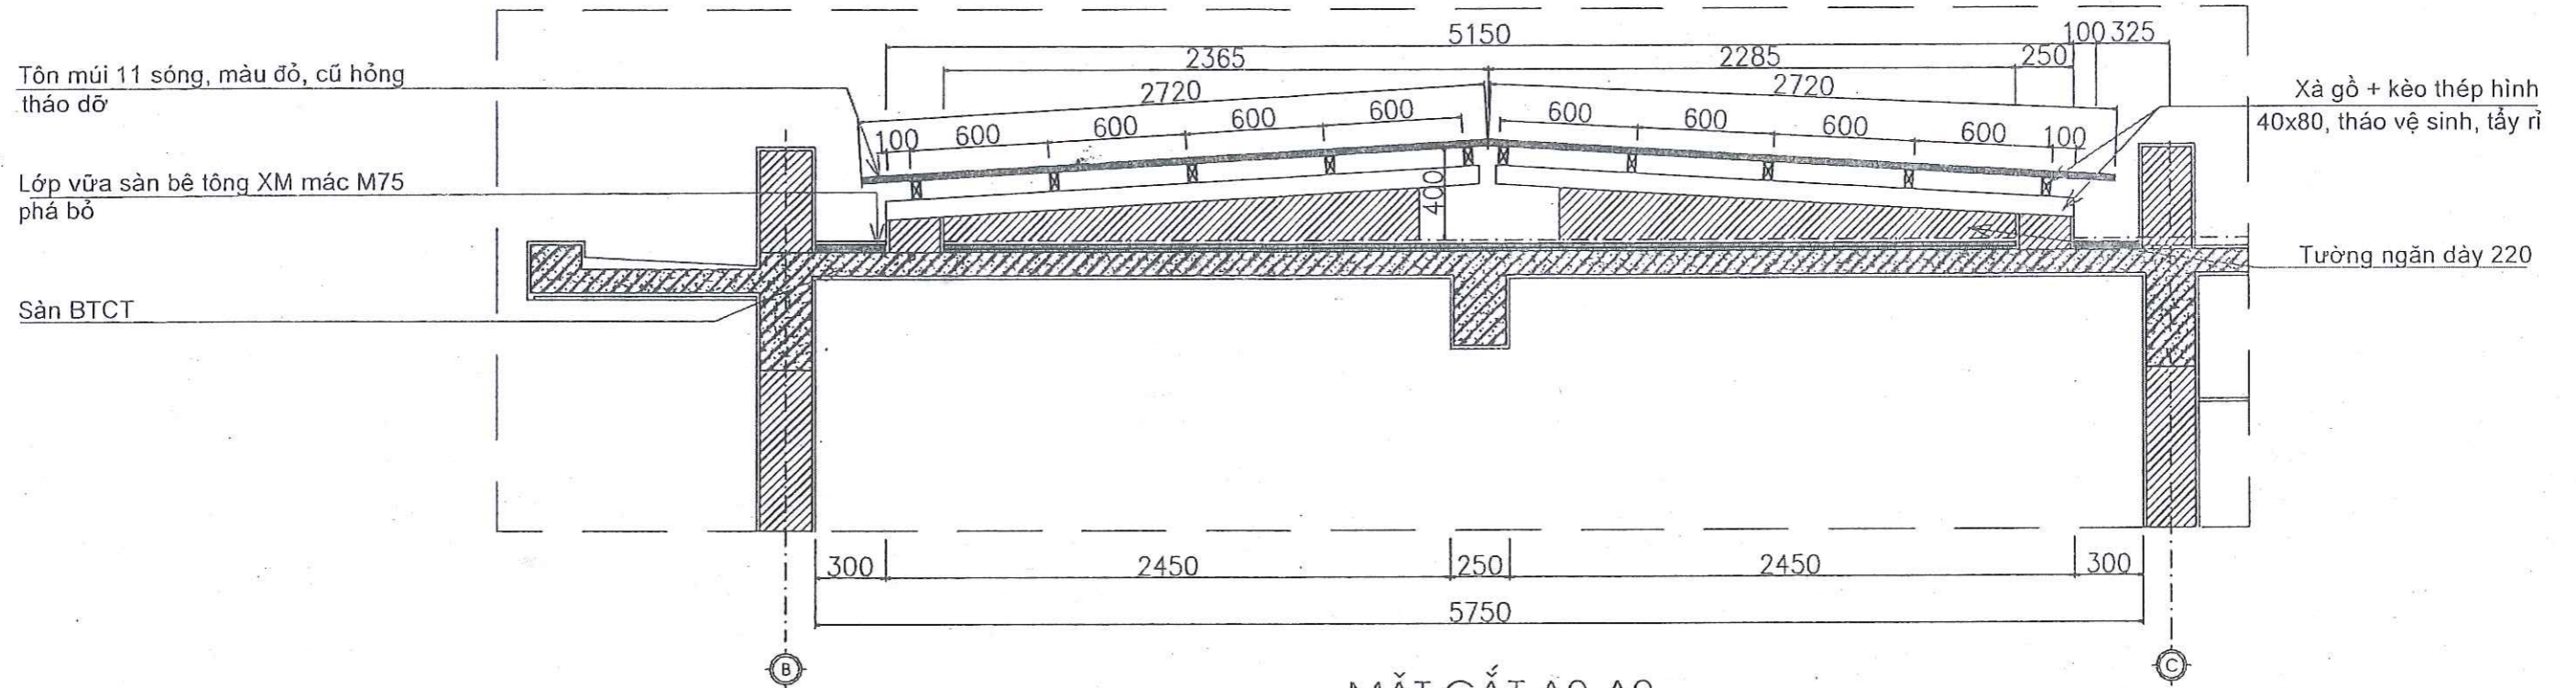 5150
100
325
2365
2285
250
Tôn múi 11 sóng, màu đỏ, cũ hỏng
tháo dỡ
2720
2720
Xà gồ + kèo thép hình
40x80, tháo vệ sinh, tẩy rỉ
100
600
600
600
600
600
600
600
600
100
Lớp vữa sàn bê tông XM mác M75
phá bỏ
400
Tường ngăn dày 220
Sàn BTCT
300
2450
250
2450
300
5750
B
C
MẶT CẮT